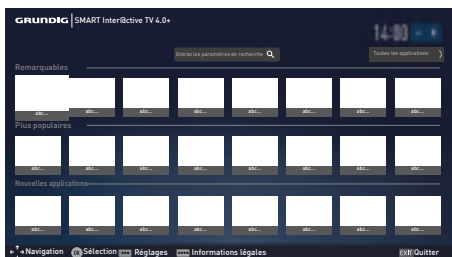 GRUNDIG SMART Inter@ctive TV 4.0+
14:00
Entres les paramètres de recherche
Toutes les applications
Remarquables
abc... abc... abc... abc... abc... abc... abc... abc...
Plus populaires
abc... abc... abc... abc... abc... abc... abc... abc...
Nouvelles applications
abc... abc... abc... abc... abc... abc... abc... abc...
Navigation OK Sélection Réglages Informations légales EXIT Quitter